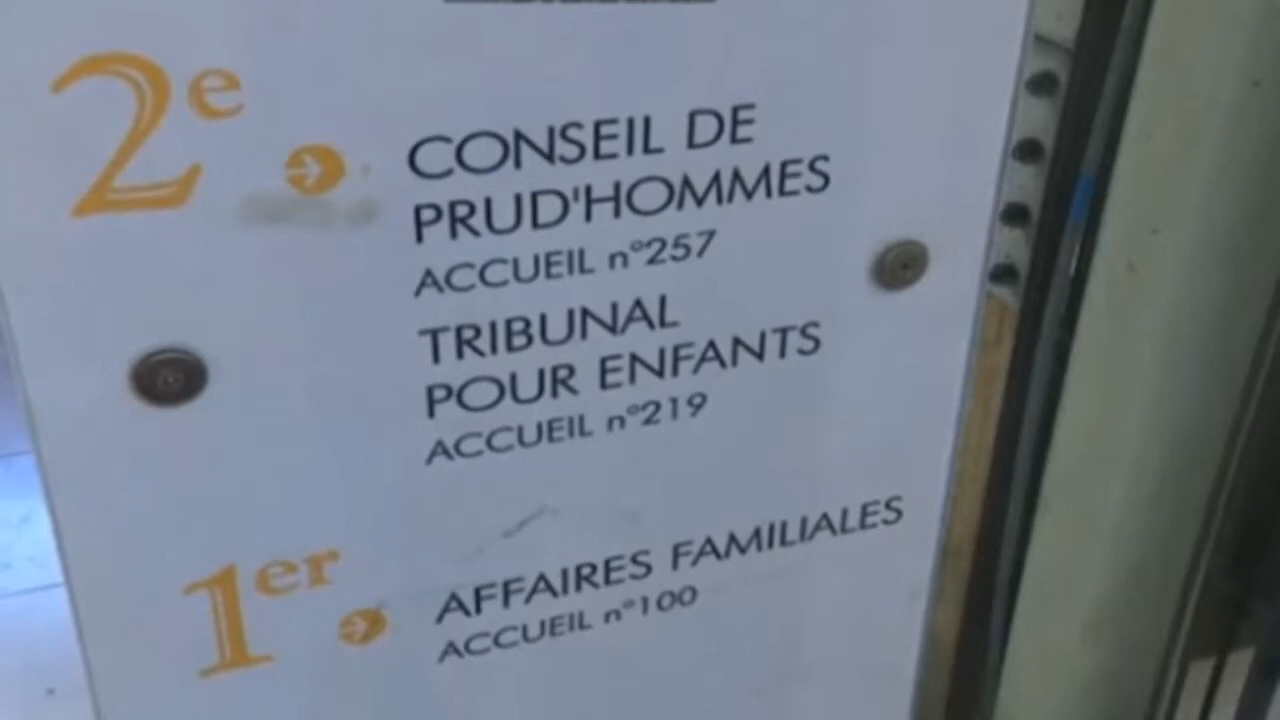 2e
CONSEIL DE
PRUD'HOMMES
ACCUEIL n°257
TRIBUNAL
POUR ENFANTS
ACCUEIL n°219
1er
AFFAIRES FAMILIALES
ACCUEIL n°100